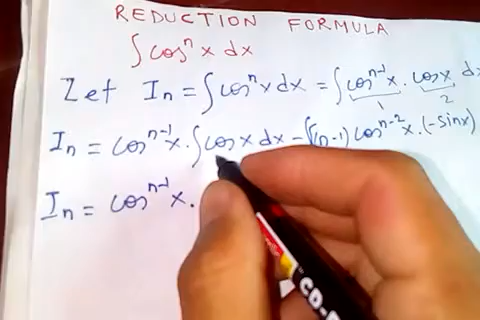 REDUCTION FORMULA
∫cosⁿ x dx
Let Iₙ = ∫cosⁿ x dx = ∫cosⁿ⁻¹ x . cos x dx
1 2
Iₙ = cosⁿ⁻¹ x . ∫cos x dx - ∫(n-1) cosⁿ⁻² x . (-sin x)
Iₙ = cosⁿ⁻¹ x .
CD-